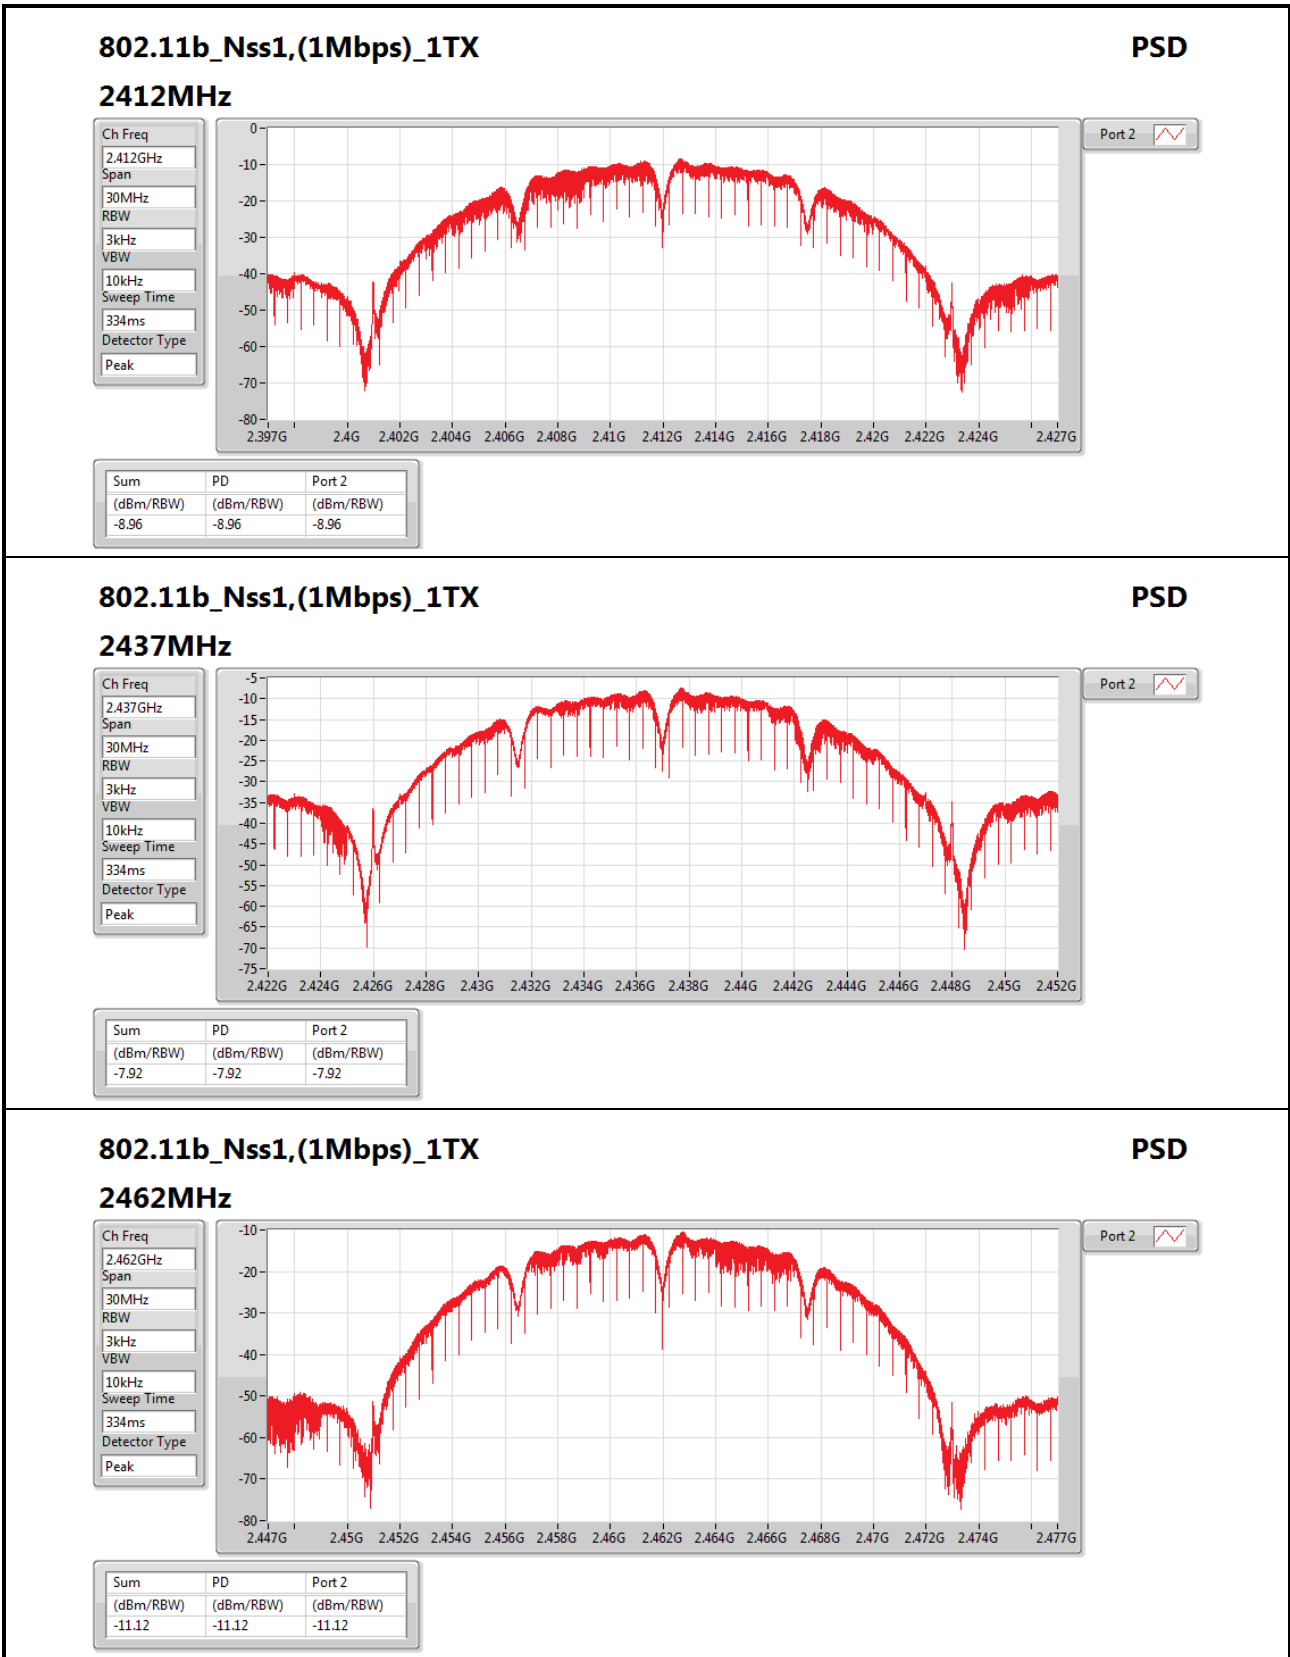 802.11b_Nss1,(1Mbps)_1TX PSD
2412MHz
Ch Freq
2.412GHz
Span
30MHz
RBW
3kHz
VBW
10kHz
Sweep Time
334ms
Detector Type
Peak
Port 2
0
-10
-20
-30
-40
-50
-60
-70
-80
2.397G 2.4G 2.402G 2.404G 2.406G 2.408G 2.41G 2.412G 2.414G 2.416G 2.418G 2.42G 2.422G 2.424G 2.427G
Sum PD Port 2
(dBm/RBW) (dBm/RBW) (dBm/RBW)
-8.96 -8.96 -8.96
802.11b_Nss1,(1Mbps)_1TX PSD
2437MHz
Ch Freq
2.437GHz
Span
30MHz
RBW
3kHz
VBW
10kHz
Sweep Time
334ms
Detector Type
Peak
Port 2
-5
-10
-15
-20
-25
-30
-35
-40
-45
-50
-55
-60
-65
-70
-75
2.422G 2.424G 2.426G 2.428G 2.43G 2.432G 2.434G 2.436G 2.438G 2.44G 2.442G 2.444G 2.446G 2.448G 2.45G 2.452G
Sum PD Port 2
(dBm/RBW) (dBm/RBW) (dBm/RBW)
-7.92 -7.92 -7.92
802.11b_Nss1,(1Mbps)_1TX PSD
2462MHz
Ch Freq
2.462GHz
Span
30MHz
RBW
3kHz
VBW
10kHz
Sweep Time
334ms
Detector Type
Peak
Port 2
-10
-20
-30
-40
-50
-60
-70
-80
2.447G 2.45G 2.452G 2.454G 2.456G 2.458G 2.46G 2.462G 2.464G 2.466G 2.468G 2.47G 2.472G 2.474G 2.477G
Sum PD Port 2
(dBm/RBW) (dBm/RBW) (dBm/RBW)
-11.12 -11.12 -11.12